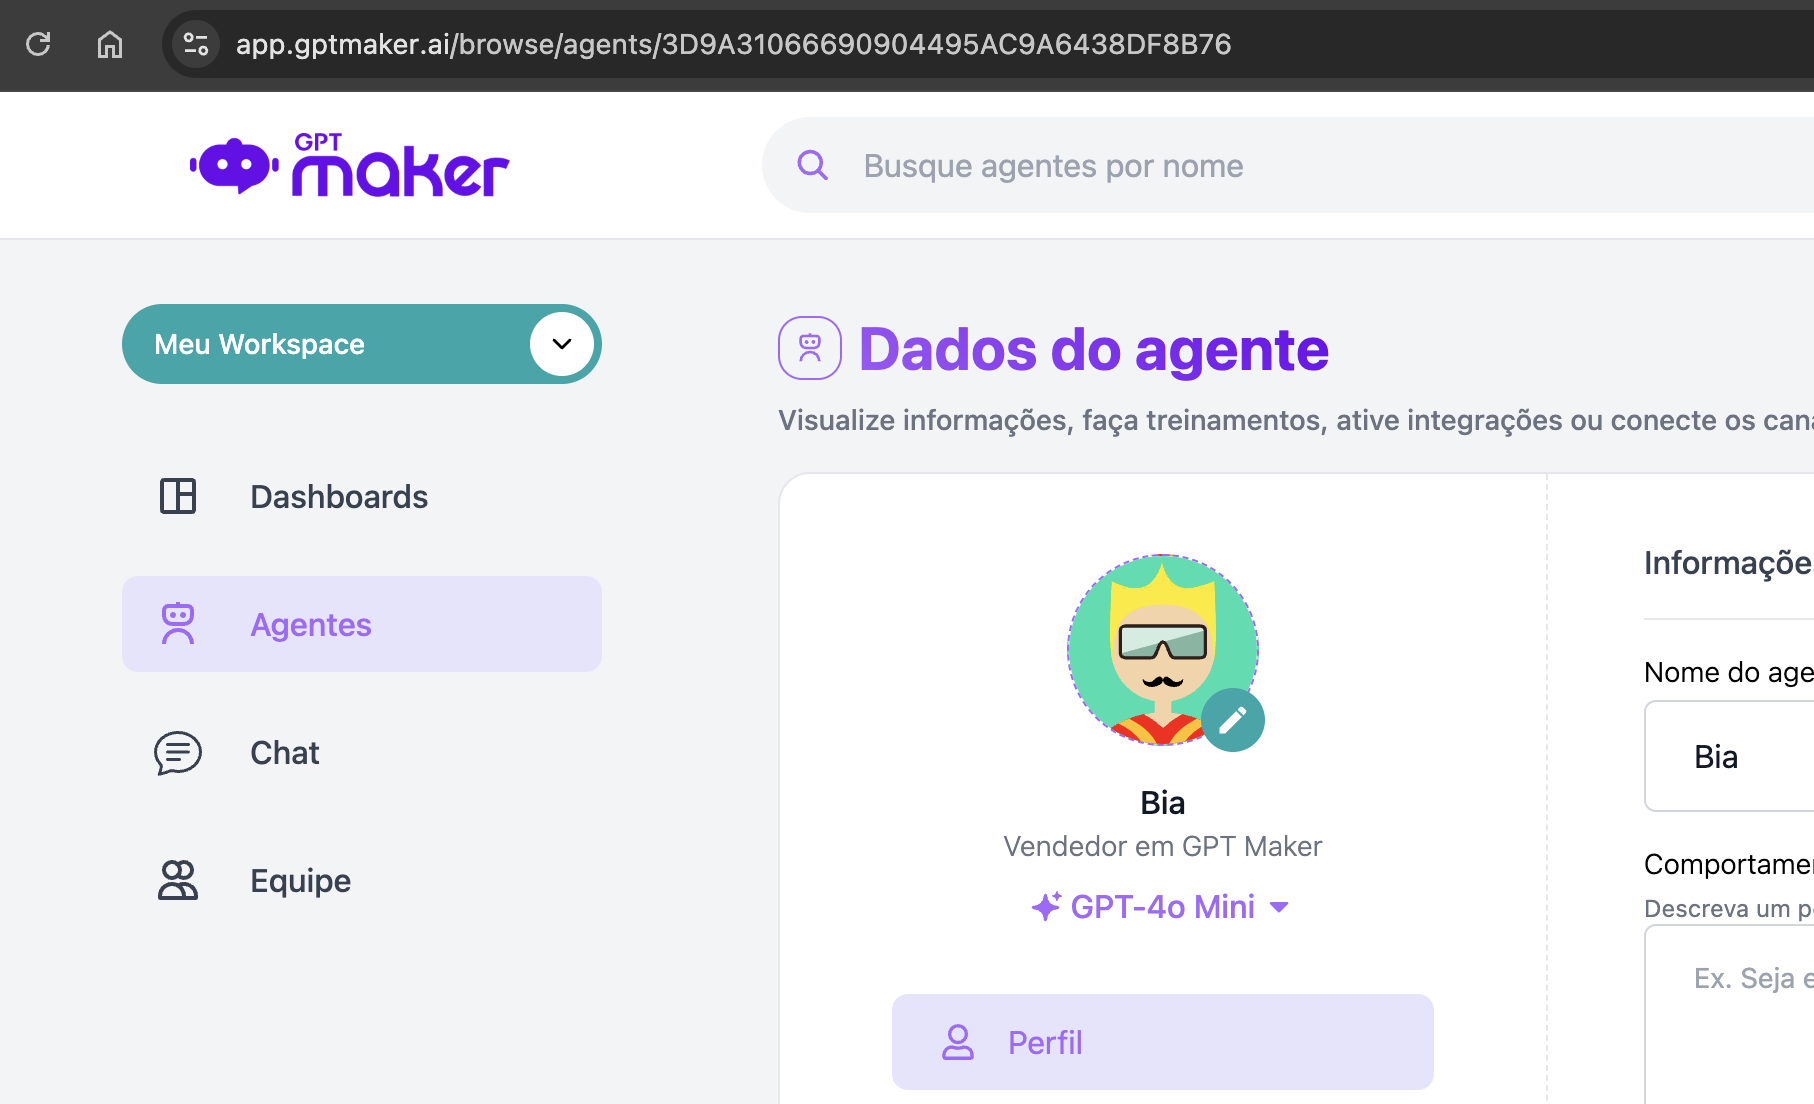 app.gptmaker.ai/browse/agents/3D9A31066690904495AC9A6438DF8B76
GPT
maker
Busque agentes por nome
Meu Workspace
Dashboards
Agentes
Chat
Equipe
Dados do agente
Visualize informações, faça treinamentos, ative integrações ou conecte os cana
Bia
Vendedor em GPT Maker
GPT-4o Mini
Perfil
Informaçõe
Nome do age
Bia
Comportame
Descreva um p
Ex. Seja e